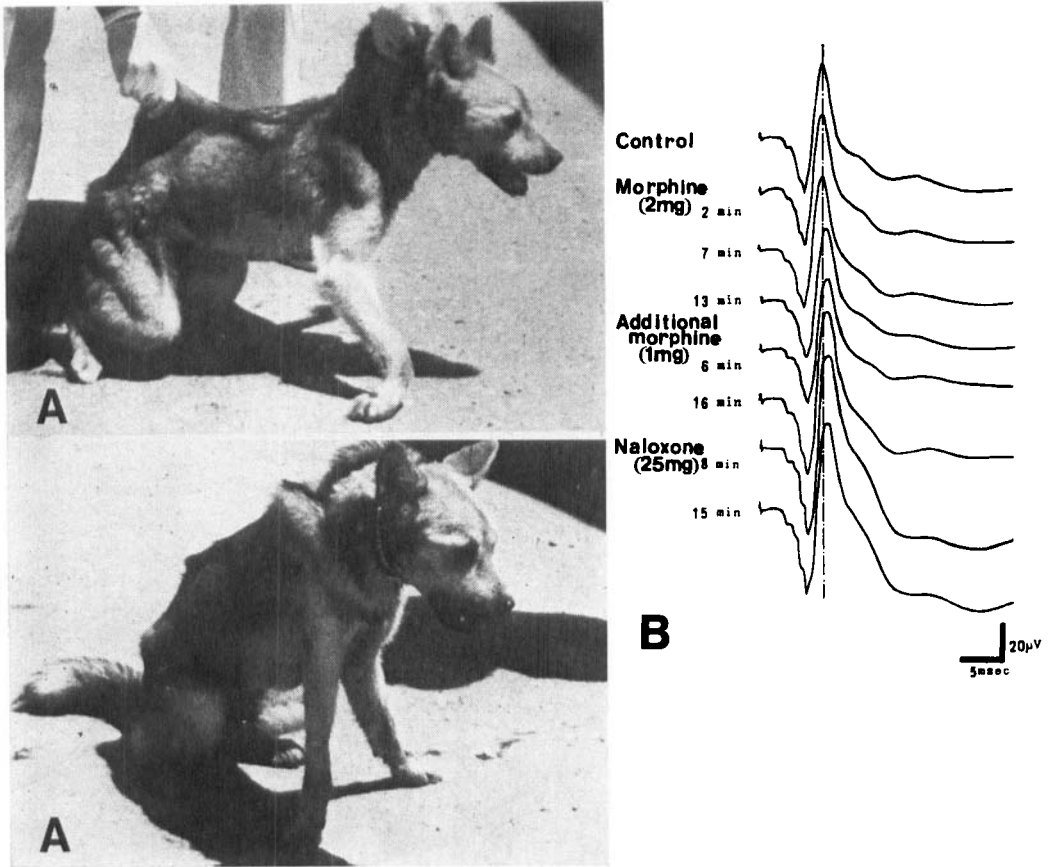 A
A
Control
Morphine
(2mg) 2 min
7 min
13 min
Additional
morphine
(1mg)
6 min
16 min
Naloxone
(25mg) 8 min
15 min
B
20μV
5msec